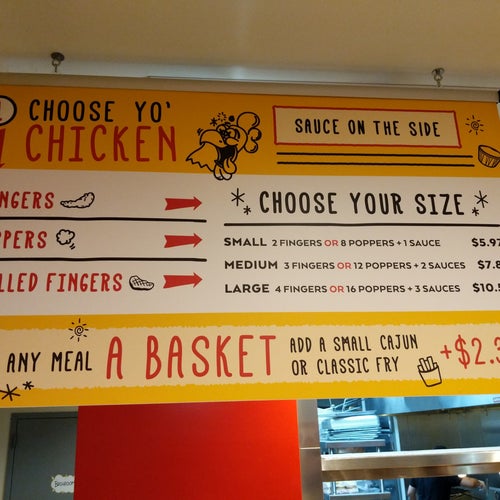 CHOOSE YO'
CHICKEN
SAUCE ON THE SIDE
NGERS
PPERS
LLED FINGERS
CHOOSE YOUR SIZE
SMALL 2 FINGERS OR 8 POPPERS + 1 SAUCE $5.97
MEDIUM 3 FINGERS OR 12 POPPERS + 2 SAUCES $7.8
LARGE 4 FINGERS OR 16 POPPERS + 3 SAUCES $10.5
ANY MEAL A BASKET ADD A SMALL CAJUN
OR CLASSIC FRY +$2.3